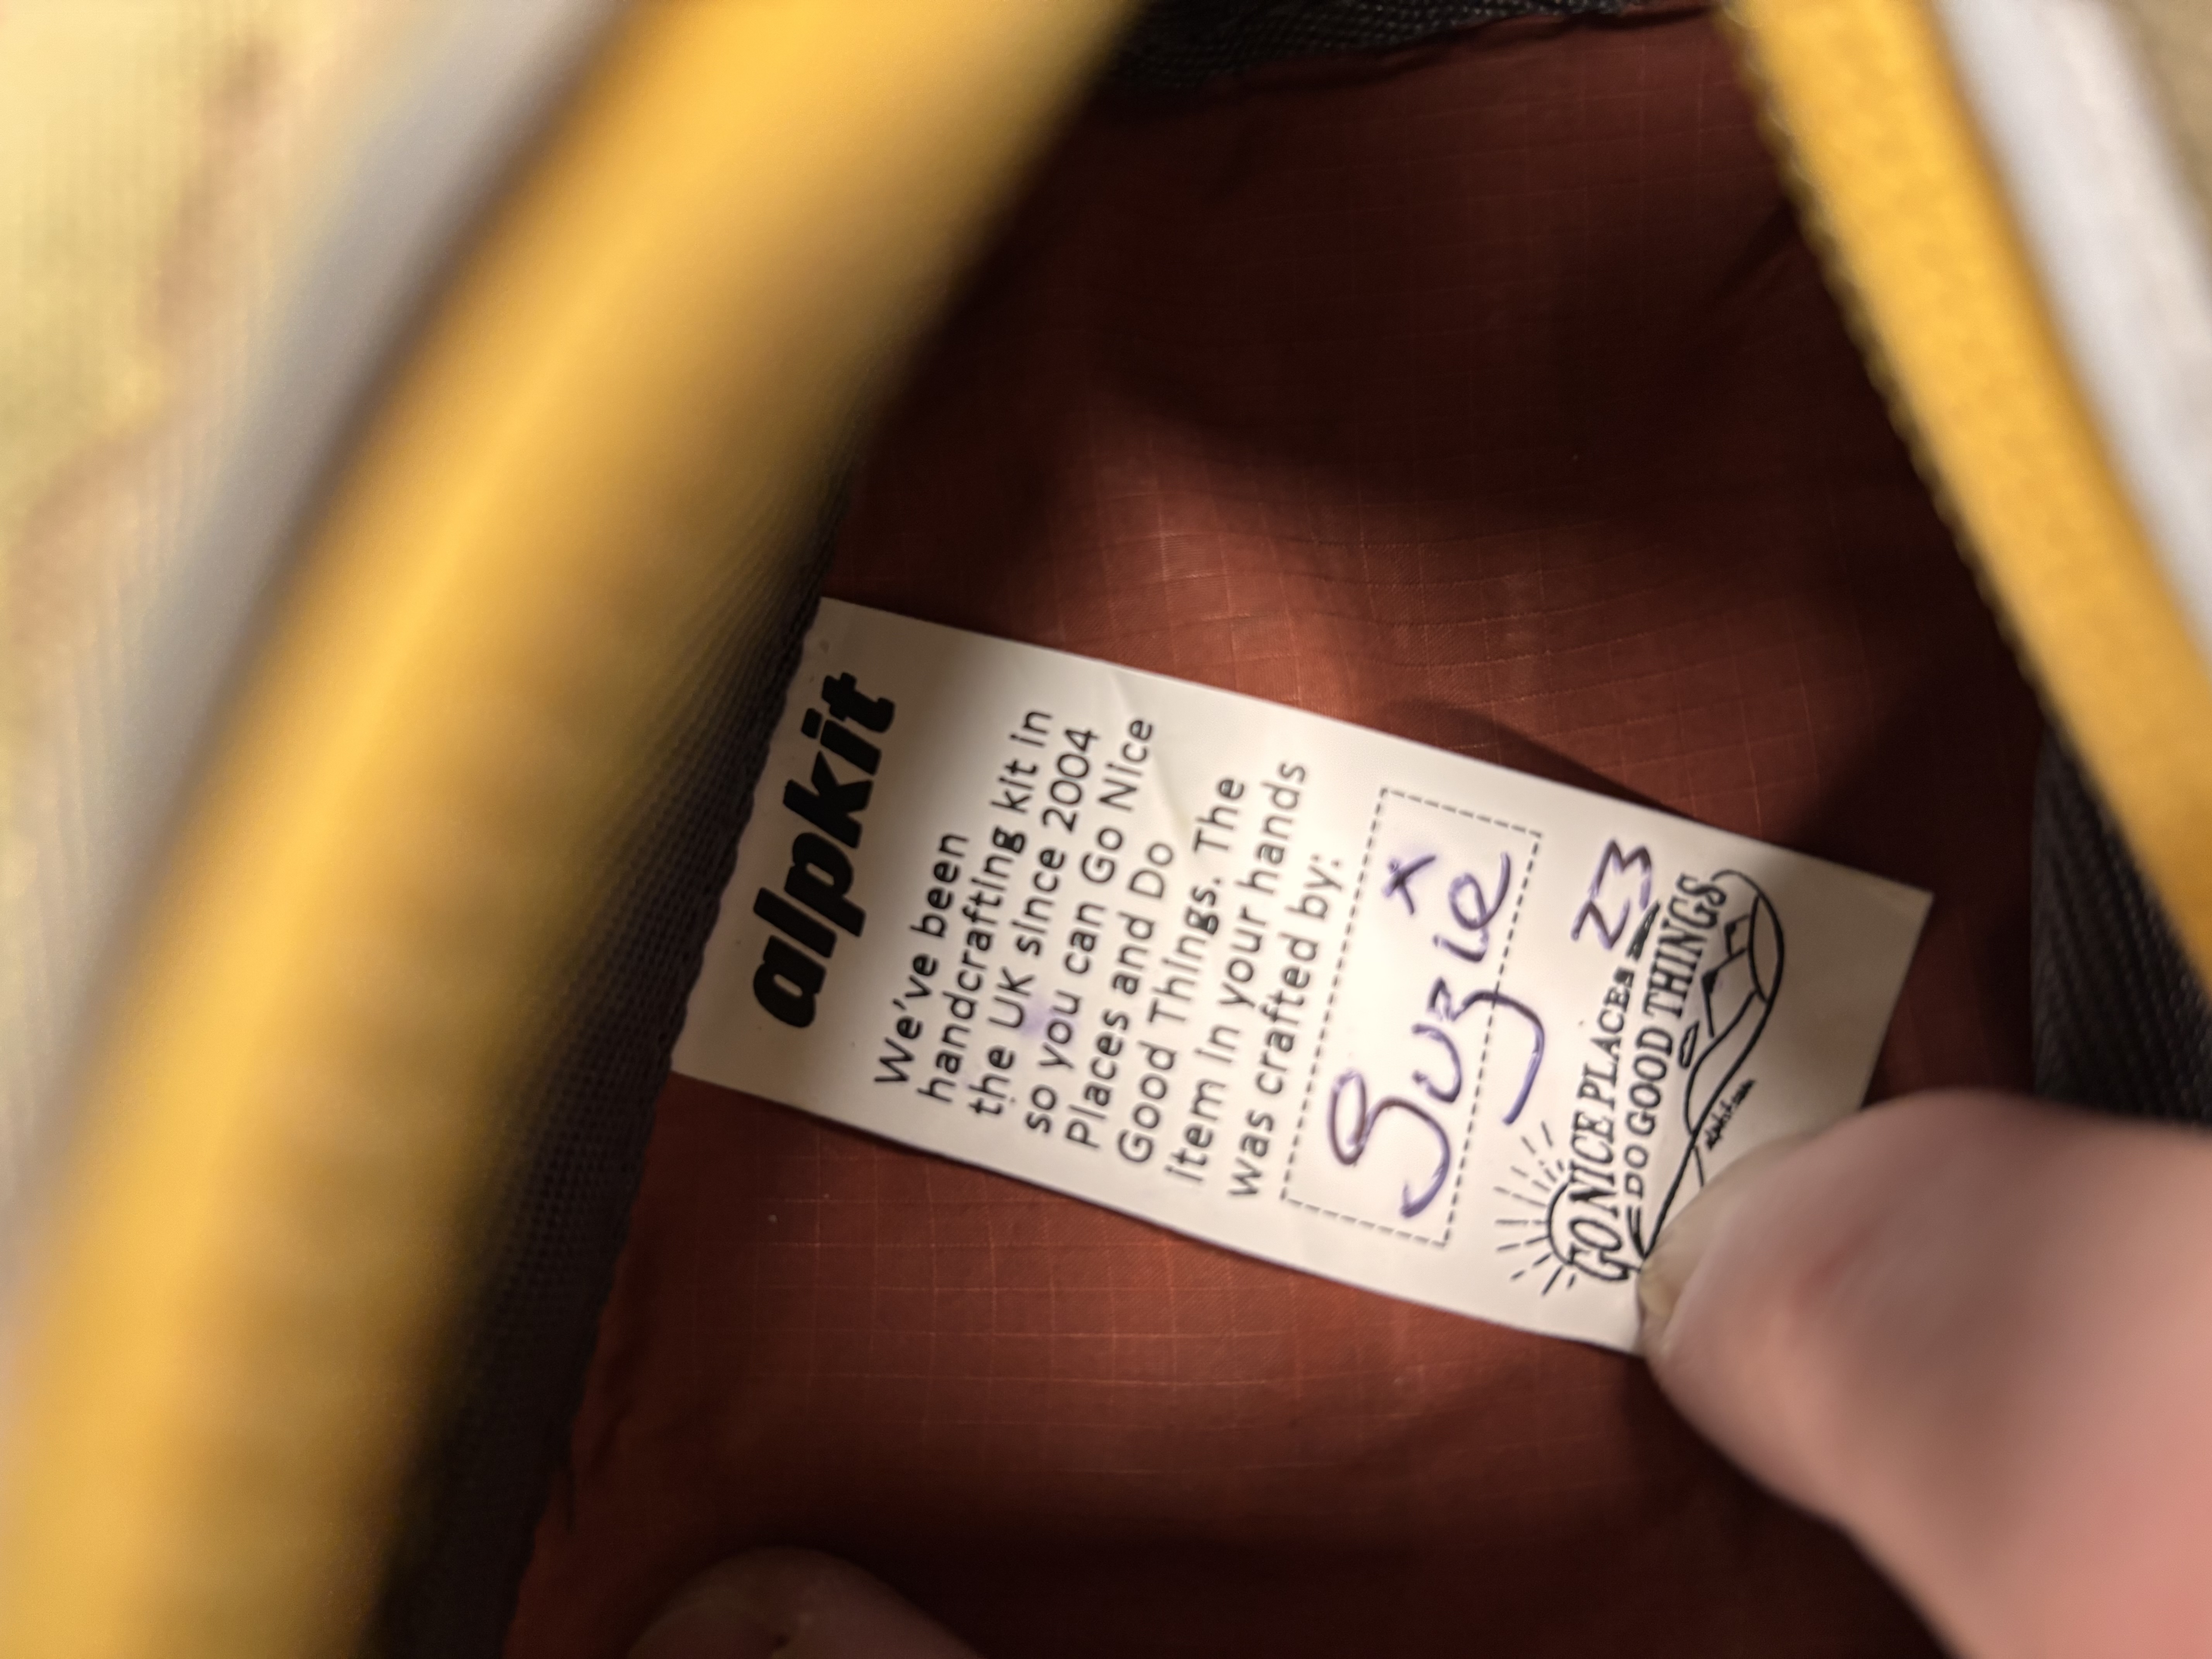 alpkit
We've been
handcrafting kit in
the UK since 2004
so you can Go Nice
Places and Do
Good Things. The
item in your hands
was crafted by:
Suzie x
23
GO NICE PLACES
DO GOOD THINGS